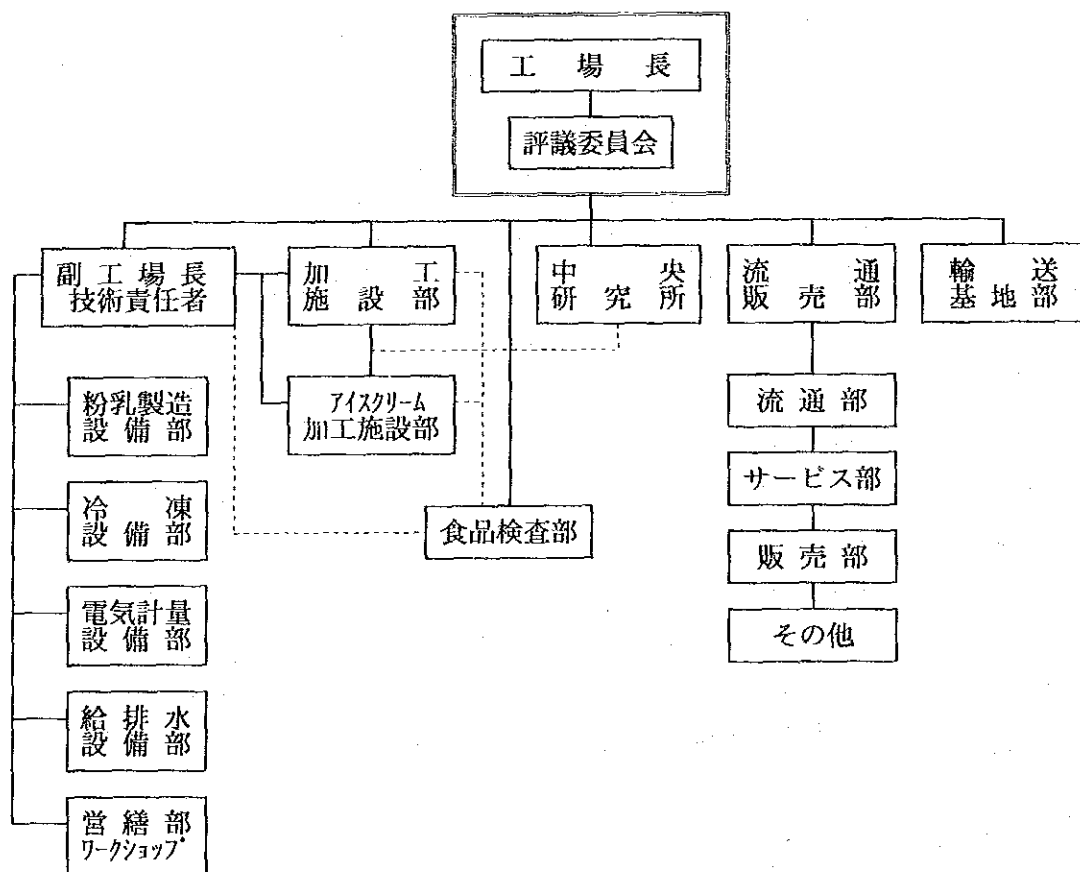 工場長
評議委員会
副工場長
技術責任者
加工
施設部
中央
研究所
流通
販売部
輸送
基地部
粉乳製造
設備部
アイスクリーム
加工施設部
流通部
サービス部
冷凍
設備部
食品検査部
販売部
電気計量
設備部
その他
給排水
設備部
営繕部
ワークショップ